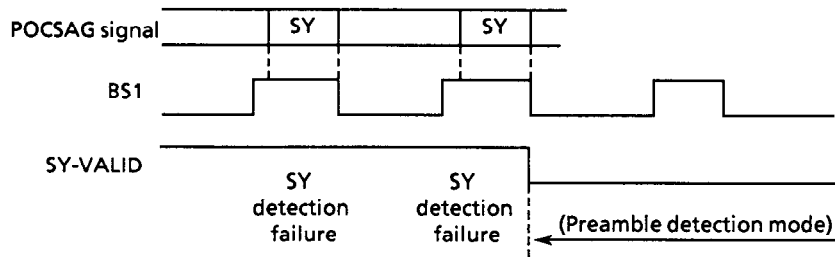 POCSAG signal
SY
SY
BS1
SY-VALID
SY
detection
failure
SY
detection
failure
(Preamble detection mode)